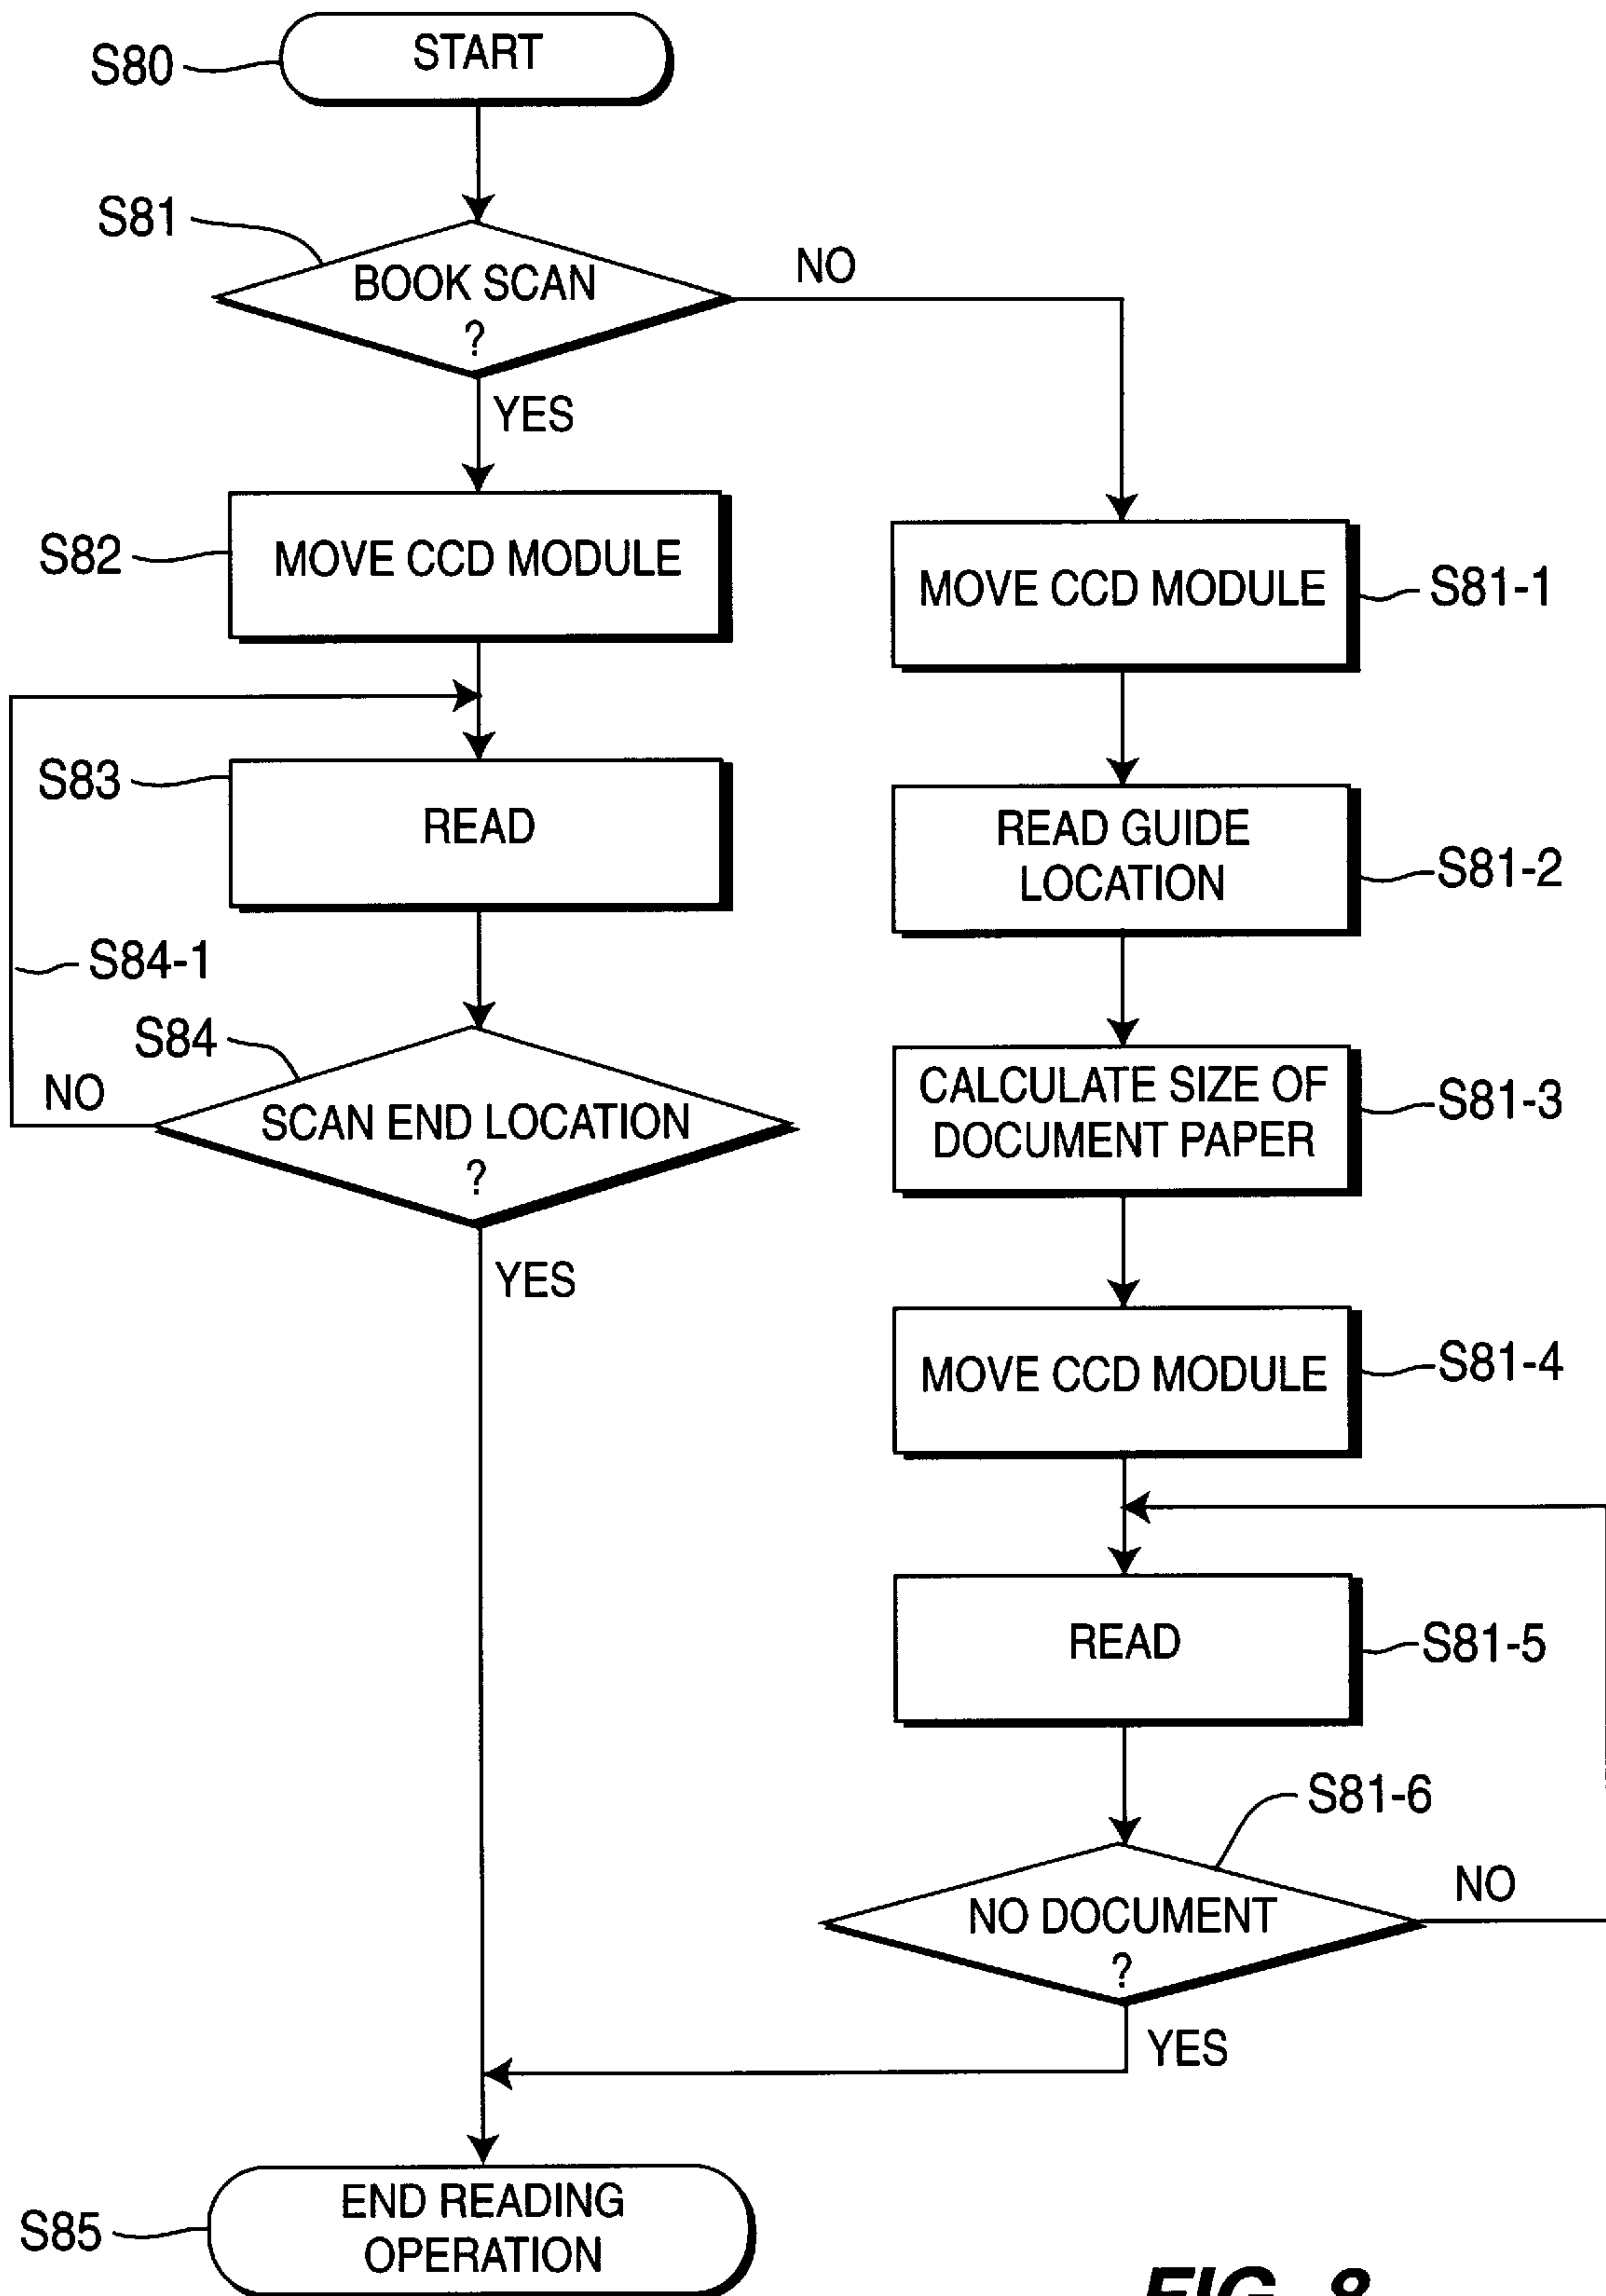 START
S80
S81
BOOK SCAN
?
NO
YES
S82
MOVE CCD MODULE
MOVE CCD MODULE
S81-1
S83
READ
READ GUIDE
LOCATION
S81-2
S84-1
S84
NO
SCAN END LOCATION
?
YES
CALCULATE SIZE OF
DOCUMENT PAPER
S81-3
MOVE CCD MODULE
S81-4
READ
S81-5
S81-6
NO DOCUMENT
?
NO
YES
S85
END READING
OPERATION
FIG. 8